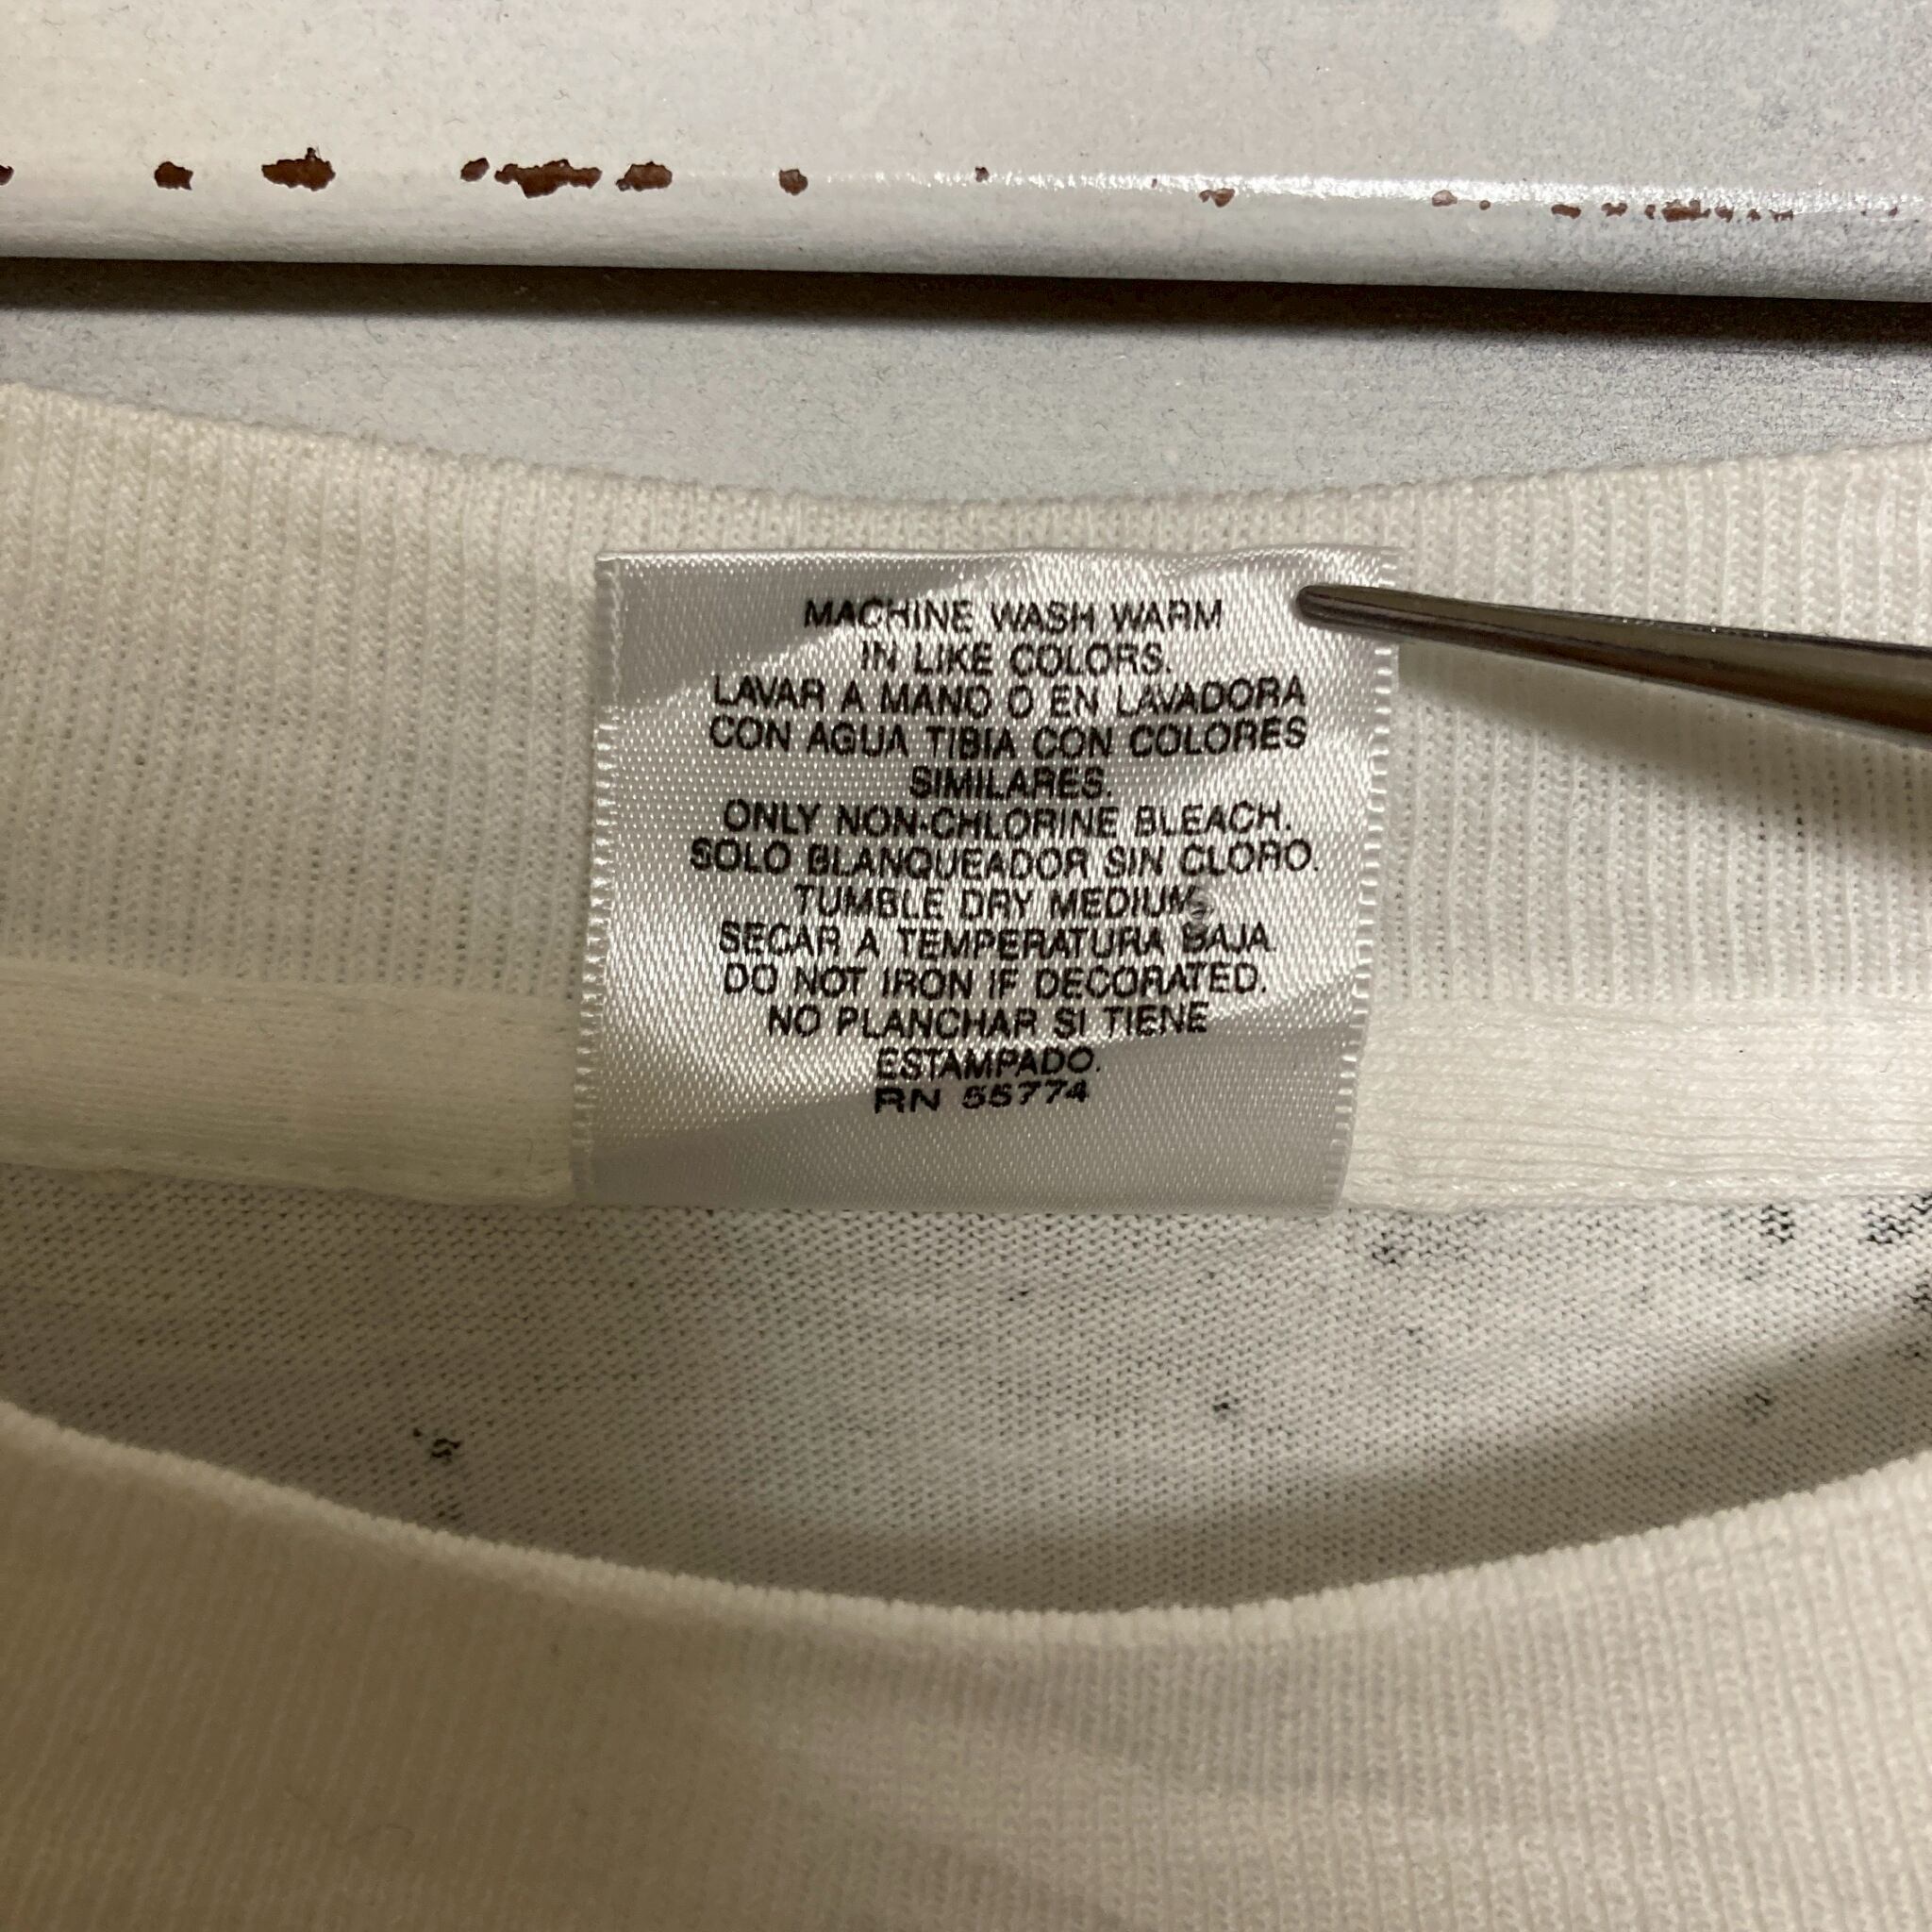 MACHINE WASH WARM
IN LIKE COLORS.
LAVAR A MANO O EN LAVADORA
CON AGUA TIBIA CON COLORES
SIMILARES.
ONLY NON-CHLORINE BLEACH.
SOLO BLANQUEADOR SIN CLORO.
TUMBLE DRY MEDIUM.
SECAR A TEMPERATURA BAJA
DO NOT IRON IF DECORATED.
NO PLANCHAR SI TIENE
ESTAMPADO.
RN 55774